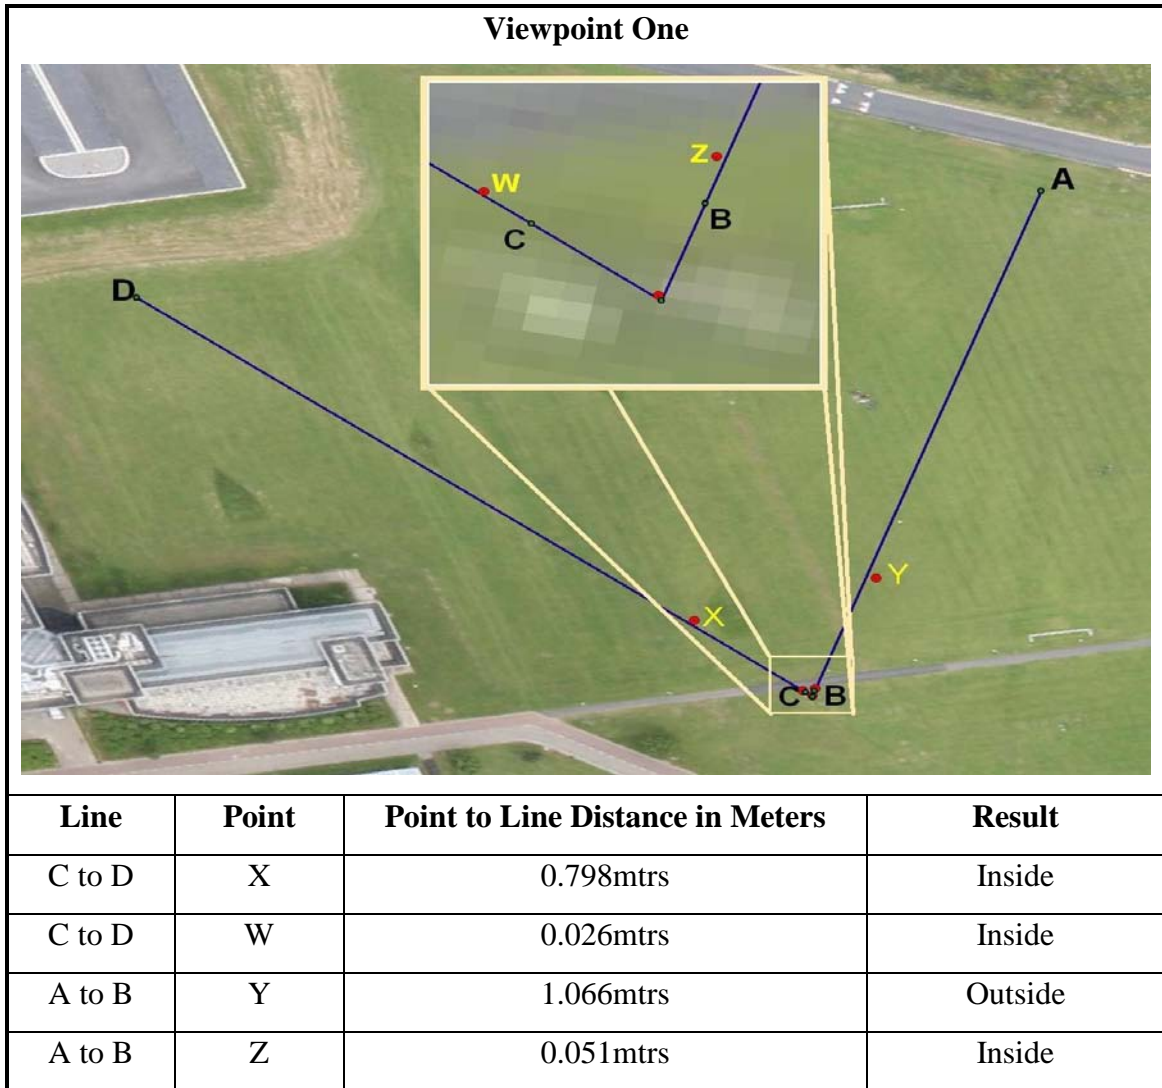 Viewpoint One
W
Z
B
C
A
D
X
Y
C
B
Line Point Point to Line Distance in Meters Result
C to D X 0.798mtrs Inside
C to D W 0.026mtrs Inside
A to B Y 1.066mtrs Outside
A to B Z 0.051mtrs Inside